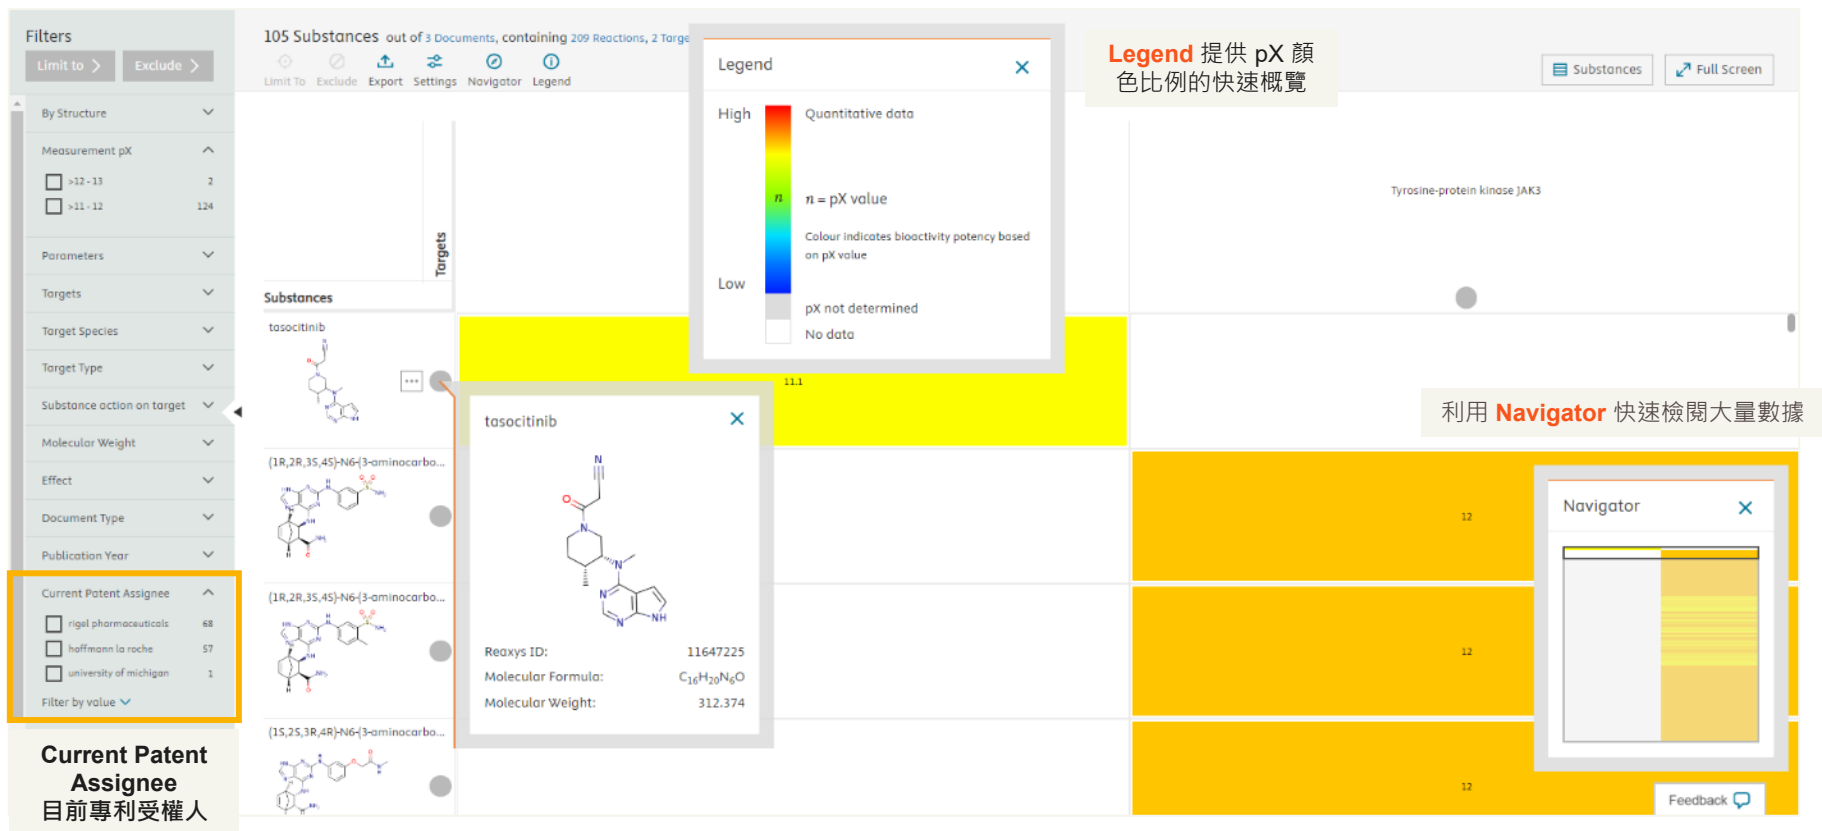 Filters
Limit to
Exclude
By Structure
Measurement pX
>12 - 13 2
>11 - 12 124
Parameters
Targets
Target Species
Target Type
Substance action on target
Molecular Weight
Effect
Document Type
Publication Year
Current Patent Assignee
rigel pharmaceuticals 68
hoffmann la roche 57
university of michigan 1
Filter by value
Current Patent
Assignee
目前專利受權人
105 Substances out of 3 Documents, containing 209 Reactions, 2 Targe
Limit To Exclude Export Settings Navigator Legend
Substances
Full Screen
Legend 提供 pX 顏
色比例的快速概覽
Legend
High
Quantitative data
n
n = pX value
Colour indicates bioactivity potency based
on pX value
Low
pX not determined
No data
Targets
Substances
Tyrosine-protein kinase JAK3
tasocitinib
11.1
(1R,2R,3S,4S)-N6-(3-aminocarbo...
12
(1R,2R,3S,4S)-N6-(3-aminocarbo...
12
(1S,2S,3R,4R)-N6-(3-aminocarbo...
12
tasocitinib
Reaxys ID: 11647225
Molecular Formula: C16H20N6O
Molecular Weight: 312.374
利用 Navigator 快速檢閱大量數據
Navigator
Feedback